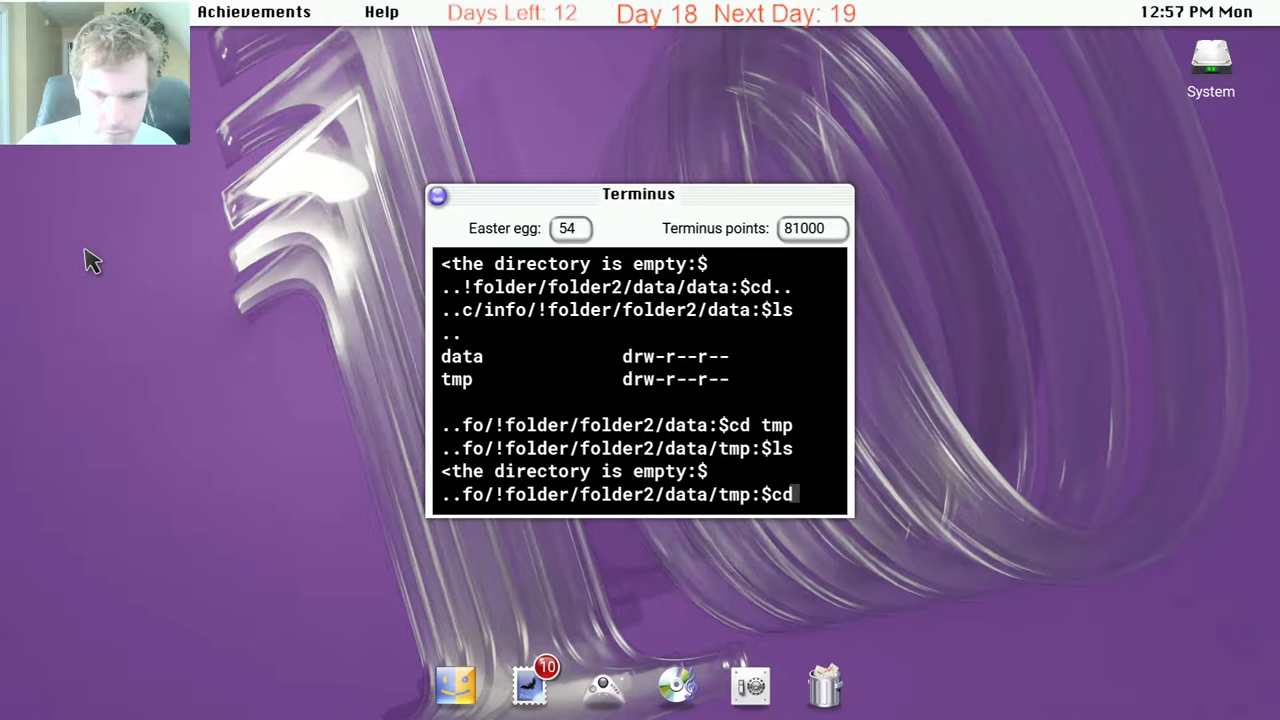 Achievements Help Days Left: 12 Day 18 Next Day: 19 12:57 PM Mon
System
Terminus
Easter egg: 54 Terminus points: 81000
<the directory is empty:$
..!folder/folder2/data/data:$cd..
..c/info/!folder/folder2/data:$ls
..
data drw-r--r--
tmp drw-r--r--
..fo/!folder/folder2/data:$cd tmp
..fo/!folder/folder2/data/tmp:$ls
<the directory is empty:$
..fo/!folder/folder2/data/tmp:$cd
10